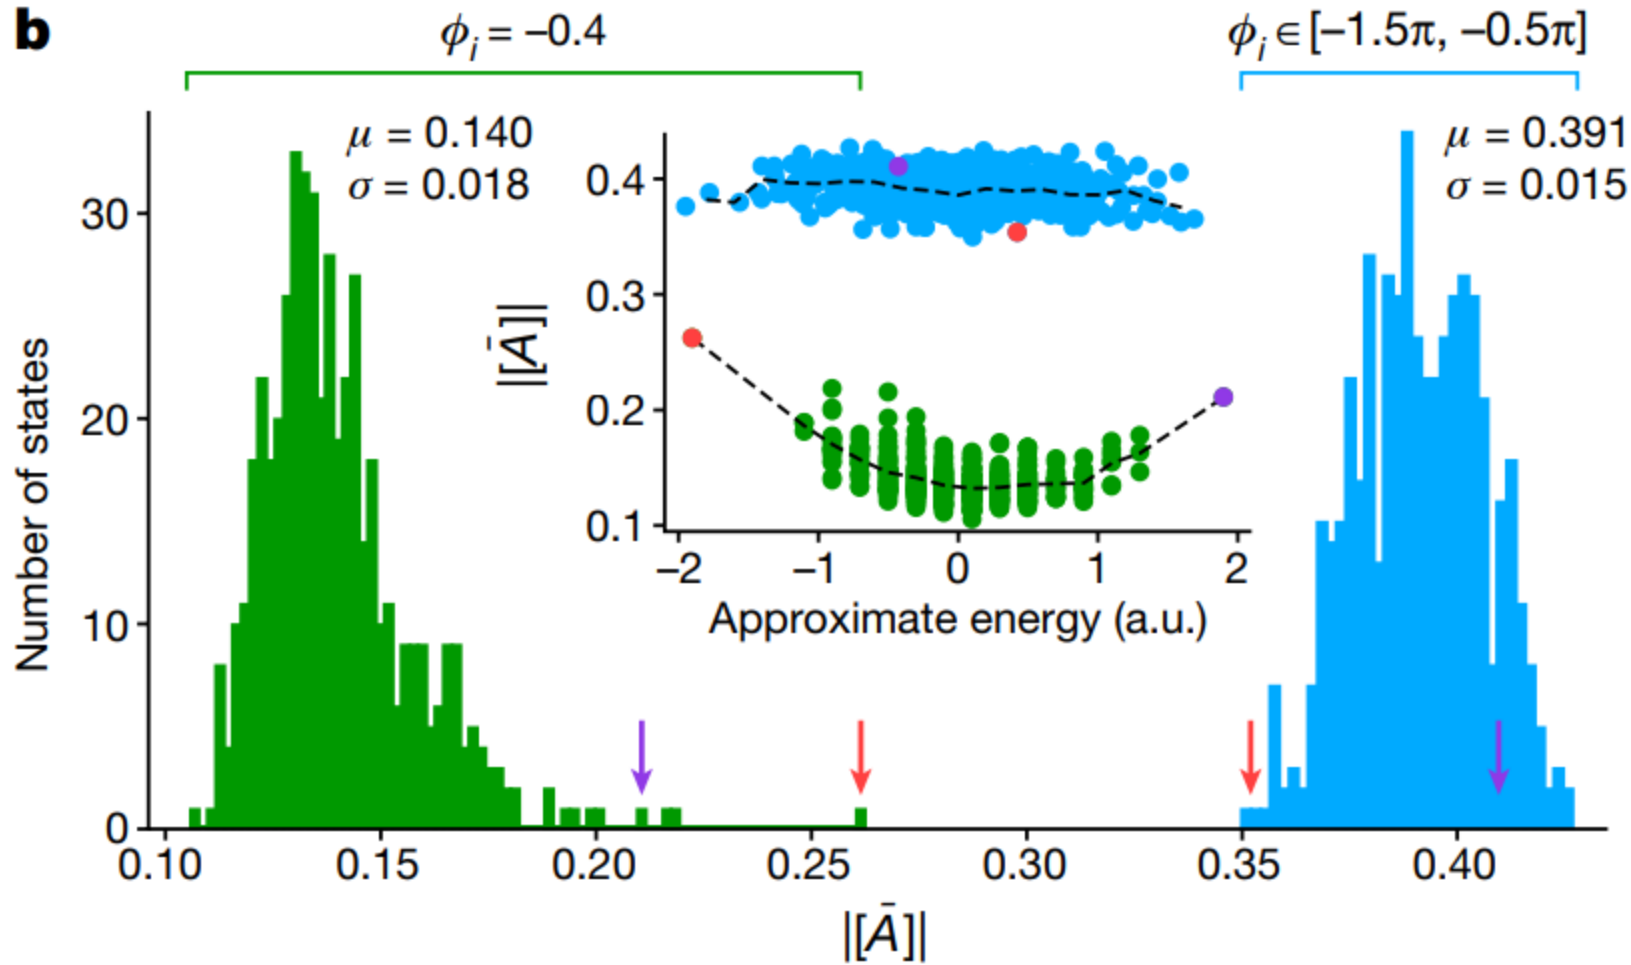 b
ϕᵢ = −0.4
ϕᵢ ∈ [−1.5π, −0.5π]
μ = 0.140
σ = 0.018
μ = 0.391
σ = 0.015
Number of states
30
20
10
0
0.10 0.15 0.20 0.25 0.30 0.35 0.40
|[Ā]|
|[Ā]|
0.4
0.3
0.2
0.1
−2 −1 0 1 2
Approximate energy (a.u.)